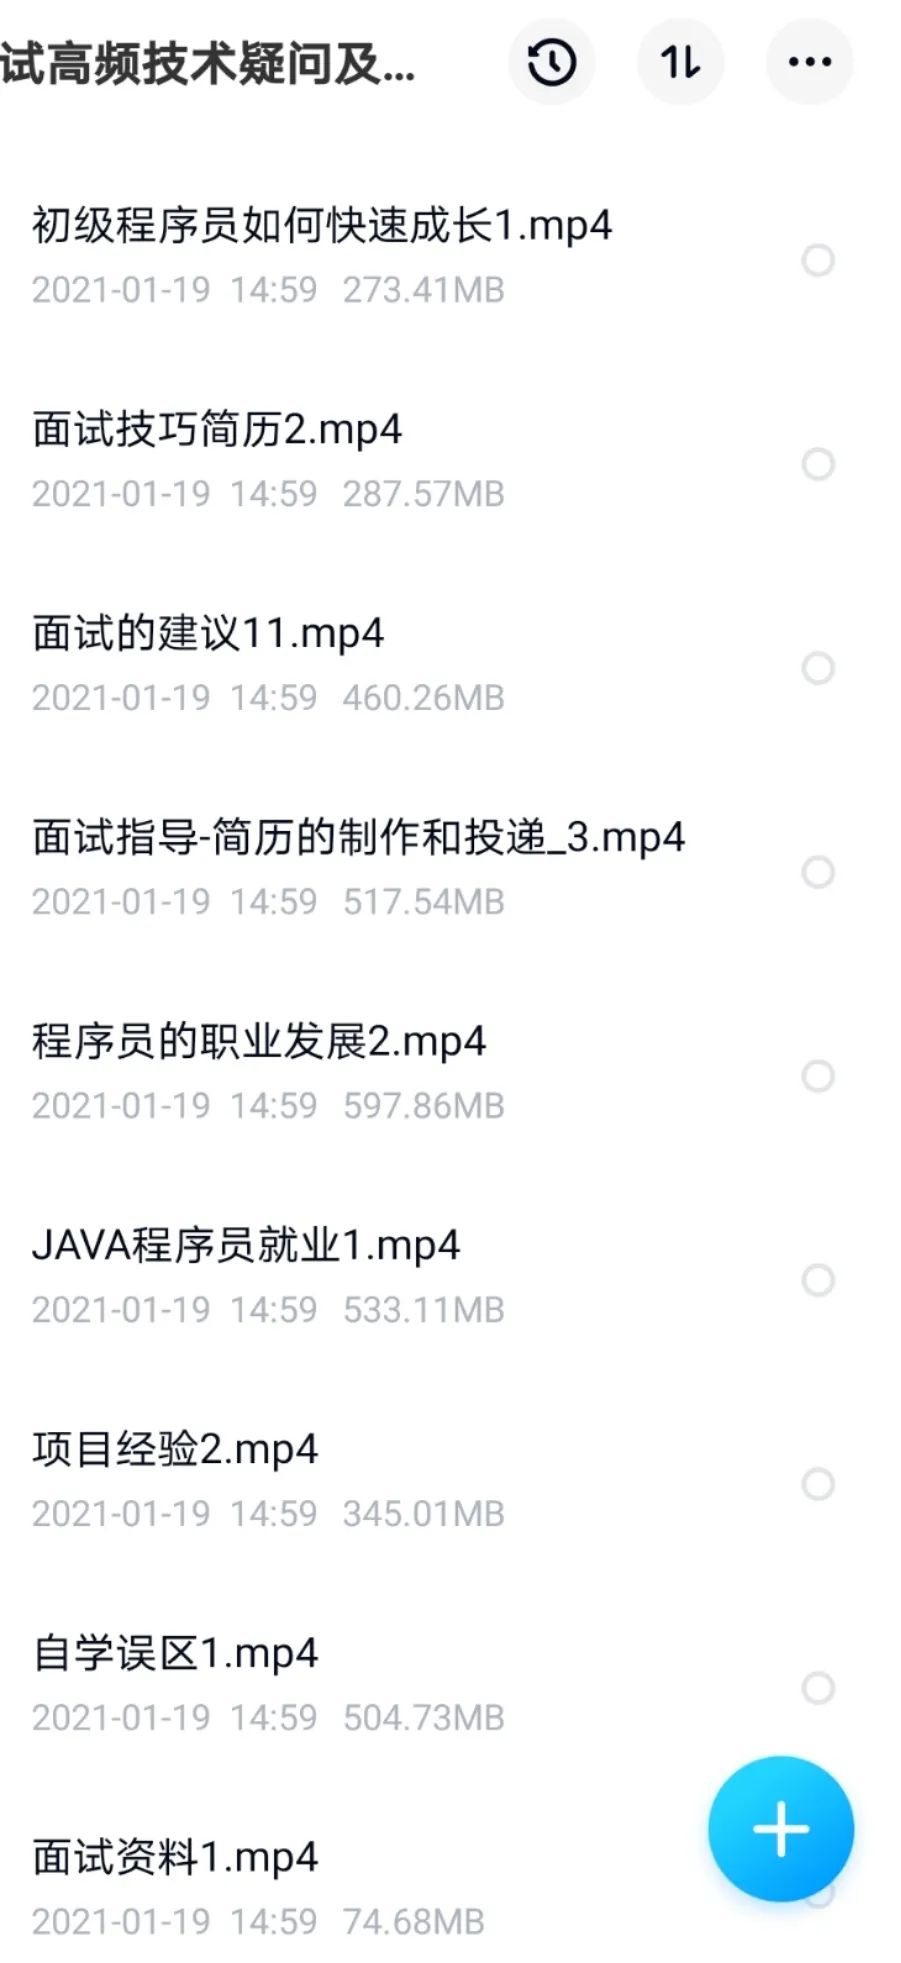 试高频技术疑问及...
初级程序员如何快速成长1.mp4
2021-01-19 14:59 273.41MB
面试技巧简历2.mp4
2021-01-19 14:59 287.57MB
面试的建议11.mp4
2021-01-19 14:59 460.26MB
面试指导-简历的制作和投递_3.mp4
2021-01-19 14:59 517.54MB
程序员的职业发展2.mp4
2021-01-19 14:59 597.86MB
JAVA程序员就业1.mp4
2021-01-19 14:59 533.11MB
项目经验2.mp4
2021-01-19 14:59 345.01MB
自学误区1.mp4
2021-01-19 14:59 504.73MB
面试资料1.mp4
2021-01-19 14:59 74.68MB